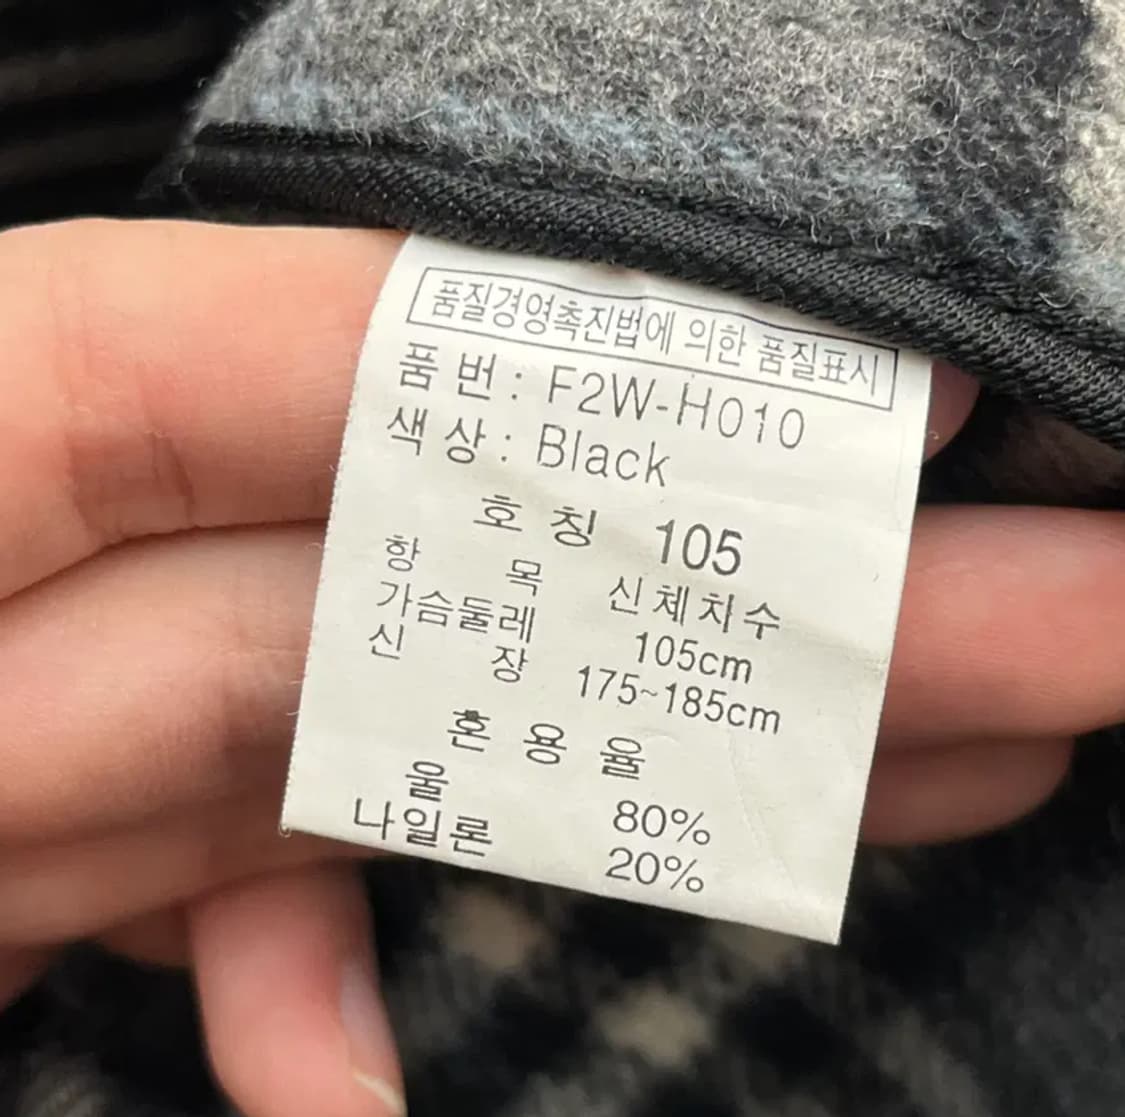 품질경영촉진법에 의한 품질표시
품 번 : F2W-H010
색 상 : Black
호 칭 105
항 목 신체치수
가슴둘레 105cm
신 장 175~185cm
혼 용 율
울 80%
나일론 20%